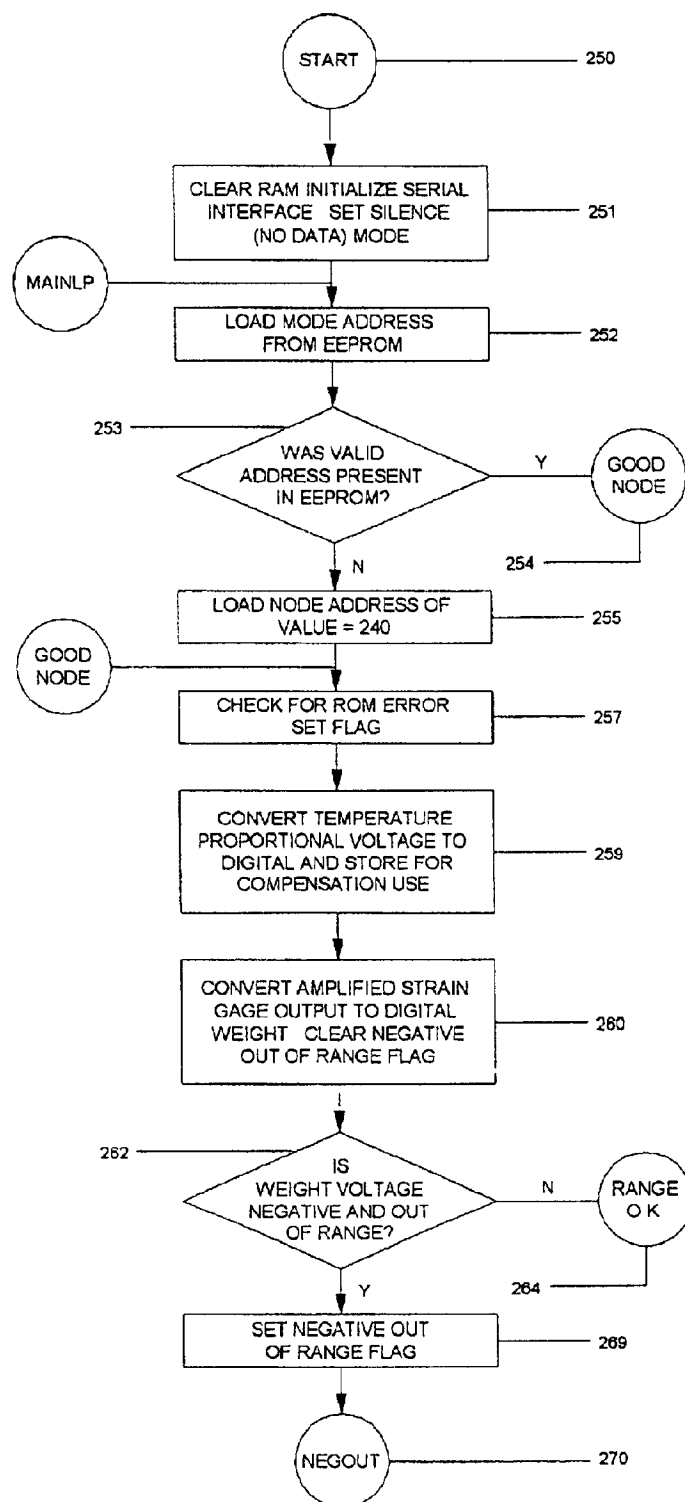 START
250
CLEAR RAM INITIALIZE SERIAL
INTERFACE SET SILENCE
(NO DATA) MODE
251
MAINLP
LOAD MODE ADDRESS
FROM EEPROM
252
253
WAS VALID
ADDRESS PRESENT
IN EEPROM?
Y
GOOD
NODE
254
N
LOAD NODE ADDRESS OF
VALUE = 240
255
GOOD
NODE
CHECK FOR ROM ERROR
SET FLAG
257
CONVERT TEMPERATURE
PROPORTIONAL VOLTAGE TO
DIGITAL AND STORE FOR
COMPENSATION USE
259
CONVERT AMPLIFIED STRAIN
GAGE OUTPUT TO DIGITAL
WEIGHT CLEAR NEGATIVE
OUT OF RANGE FLAG
260
262
IS
WEIGHT VOLTAGE
NEGATIVE AND OUT
OF RANGE?
N
RANGE
O K
264
Y
SET NEGATIVE OUT
OF RANGE FLAG
269
NEGOUT
270